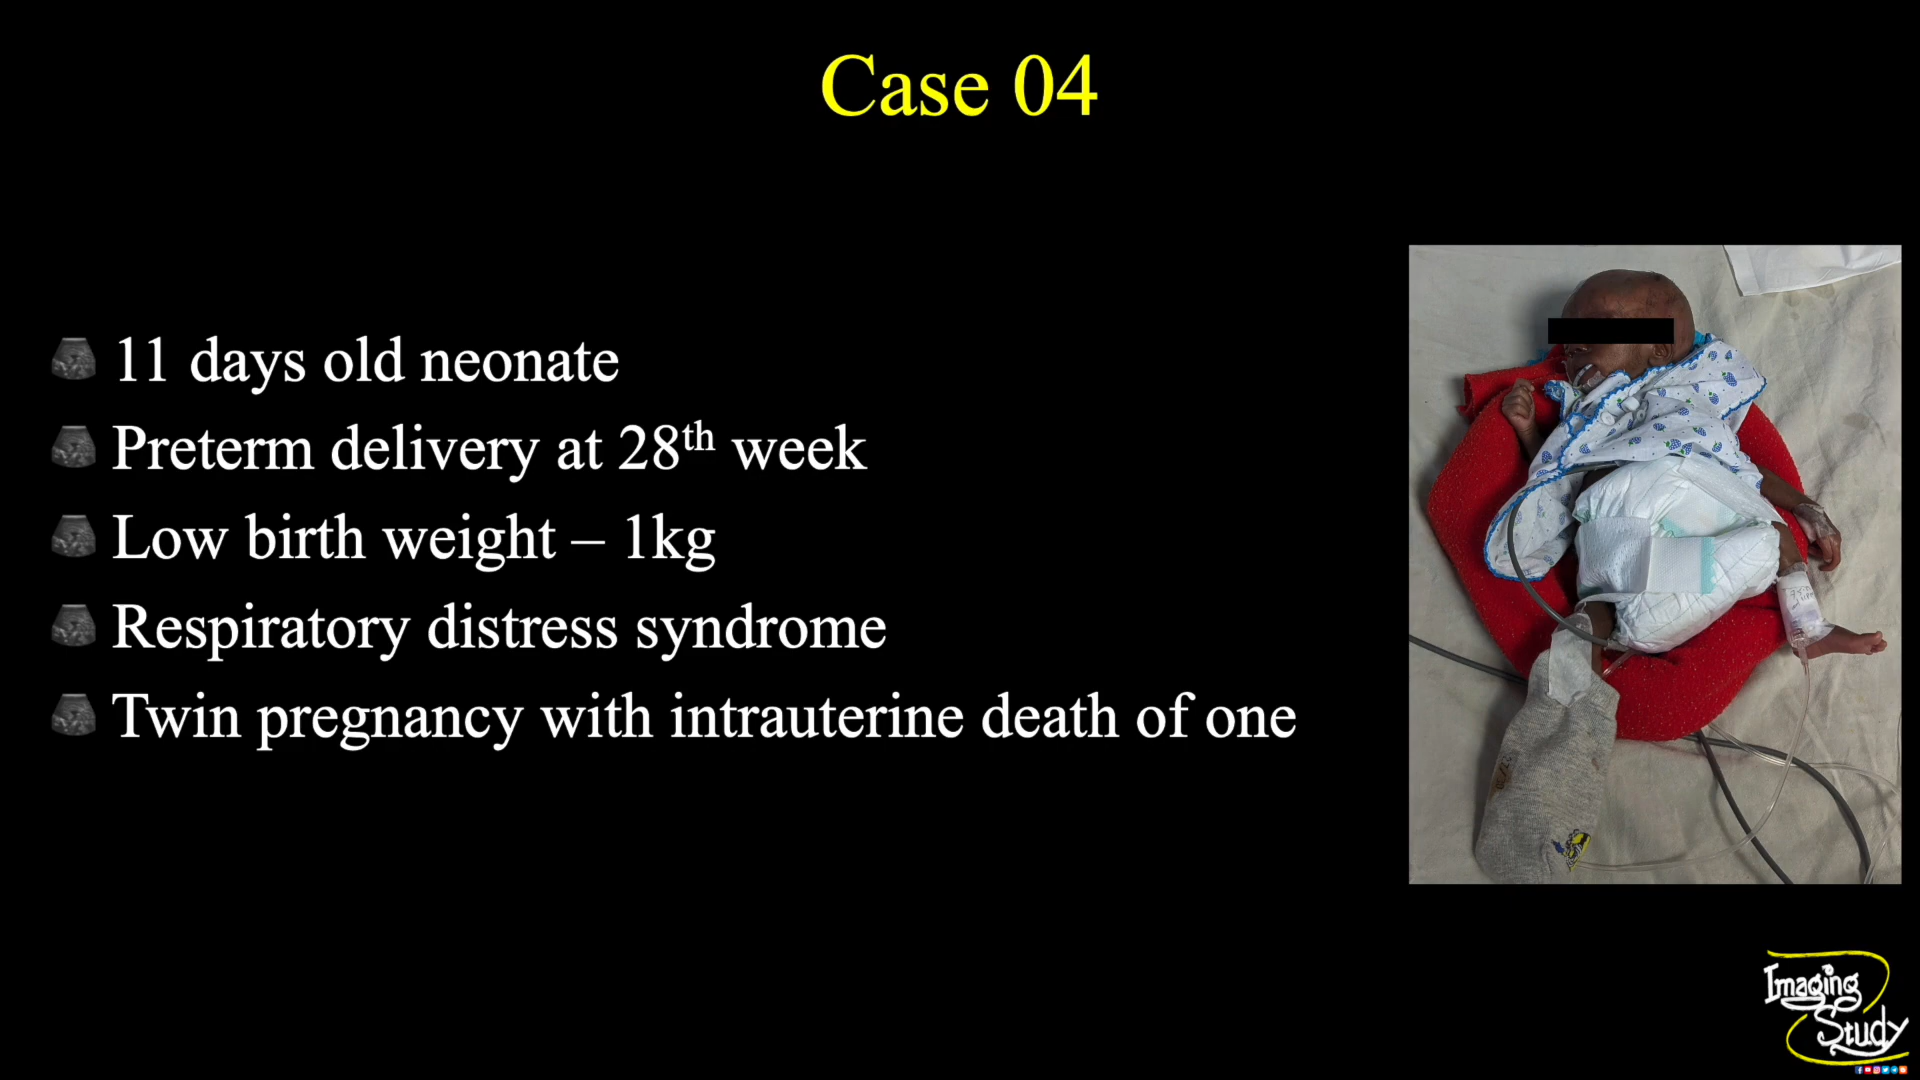 Case 04
11 days old neonate
Preterm delivery at 28th week
Low birth weight – 1kg
Respiratory distress syndrome
Twin pregnancy with intrauterine death of one
Imaging
Study